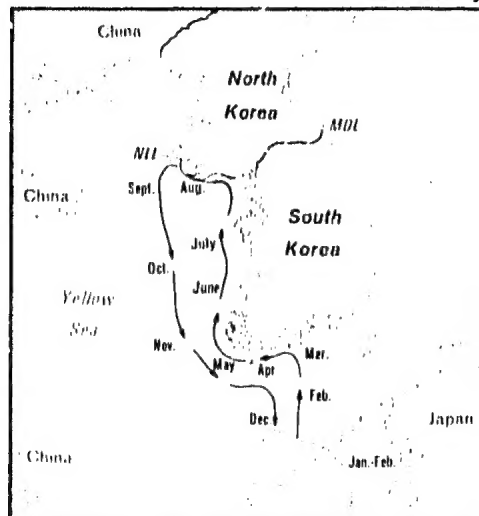 China
North
Korea
MDL
NLL
Sept.
Aug.
China
South
Korea
July
Oct.
June
Yellow
Sea
Nov.
Mar.
May
Apr
Feb.
Dec
Japan
China
Jan.-Feb.